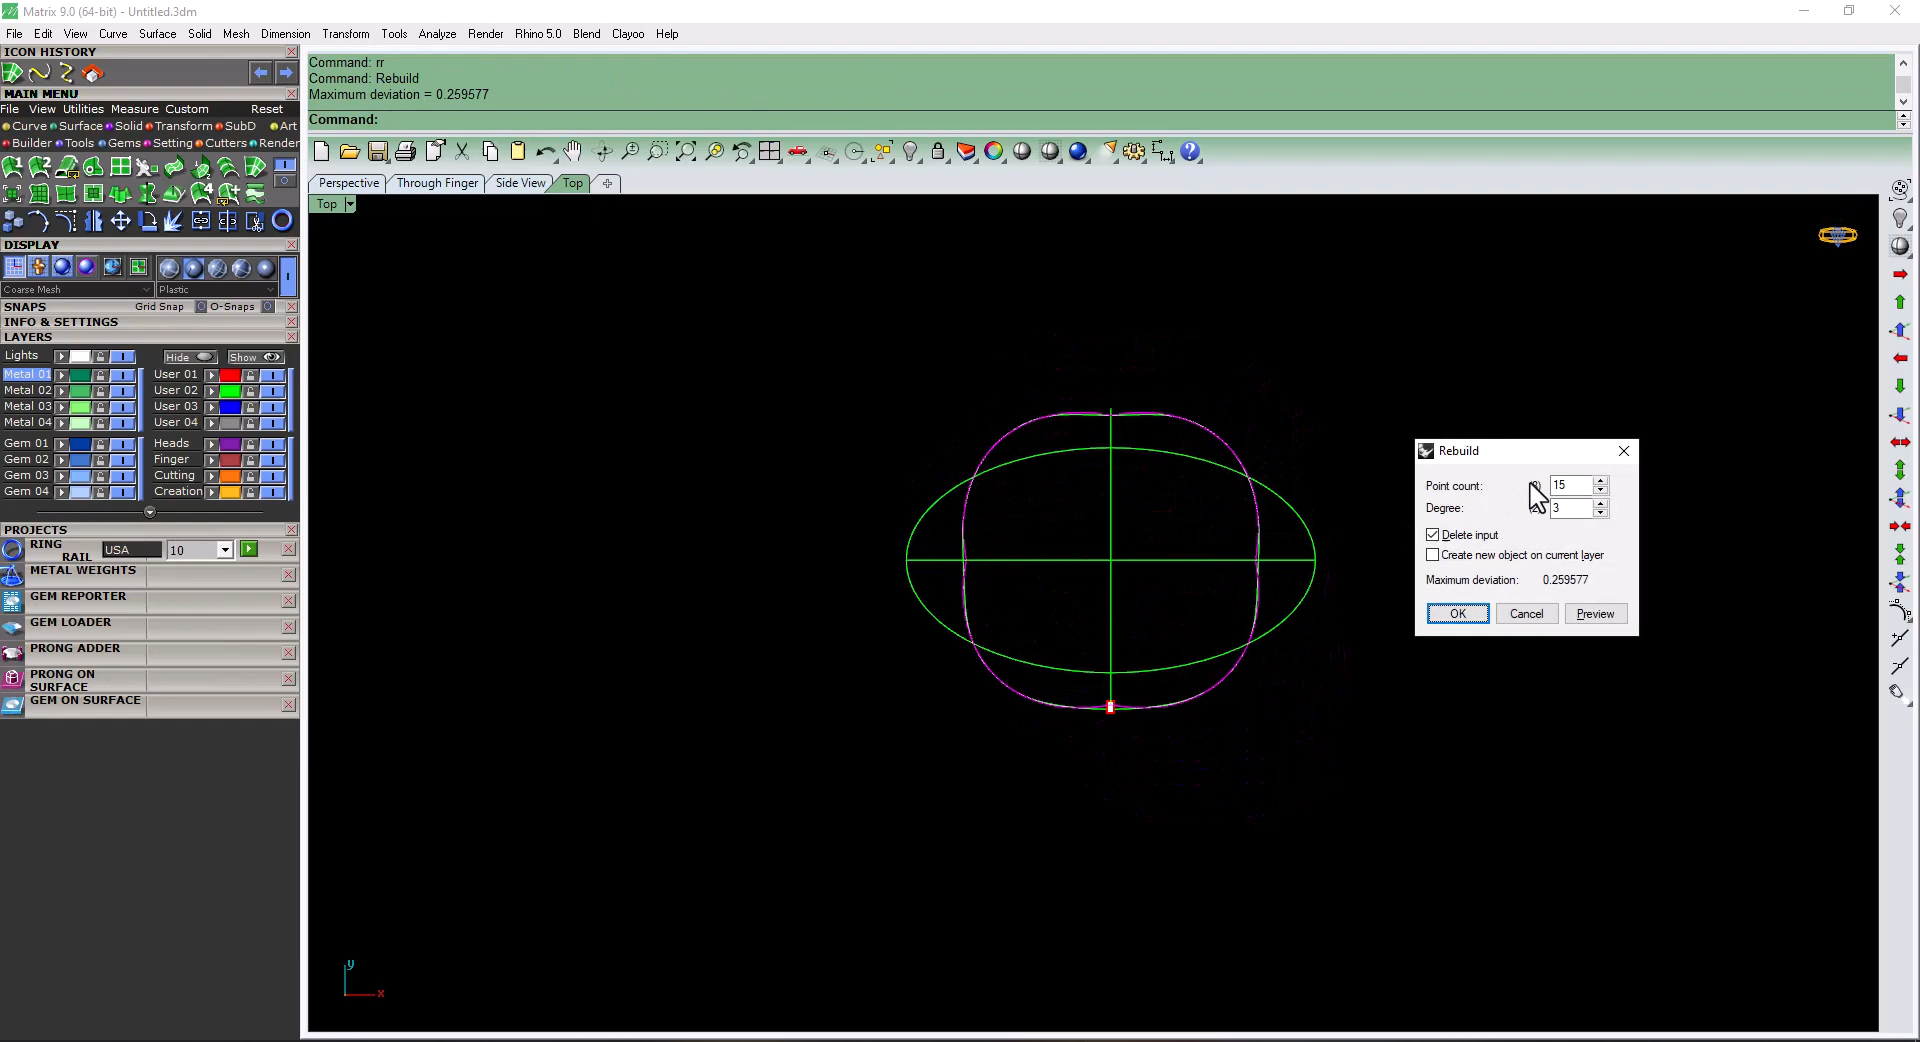 Matrix 9.0 (64-bit) - Untitled.3dm
File Edit View Curve Surface Solid Mesh Dimension Transform Tools Analyze Render Rhino 5.0 Blend Clayoo Help
ICON HISTORY
MAIN MENU
File View Utilities Measure Custom Reset
Curve Surface Solid Transform SubD Art
Builder Tools Gems Setting Cutters Render
DISPLAY
Coarse Mesh Plastic
SNAPS Grid Snap O-Snaps
INFO & SETTINGS
LAYERS
Lights Hide Show
Metal 01 User 01
Metal 02 User 02
Metal 03 User 03
Metal 04 User 04
Gem 01 Heads
Gem 02 Finger
Gem 03 Cutting
Gem 04 Creation
PROJECTS
RING RAIL USA 10
METAL WEIGHTS
GEM REPORTER
GEM LOADER
PRONG ADDER
PRONG ON SURFACE
GEM ON SURFACE
Command: rr
Command: Rebuild
Maximum deviation = 0.259577
Command:
Perspective Through Finger Side View Top
Top
Rebuild
Point count: 15
Degree: 3
Delete input
Create new object on current layer
Maximum deviation: 0.259577
OK Cancel Preview
y
x